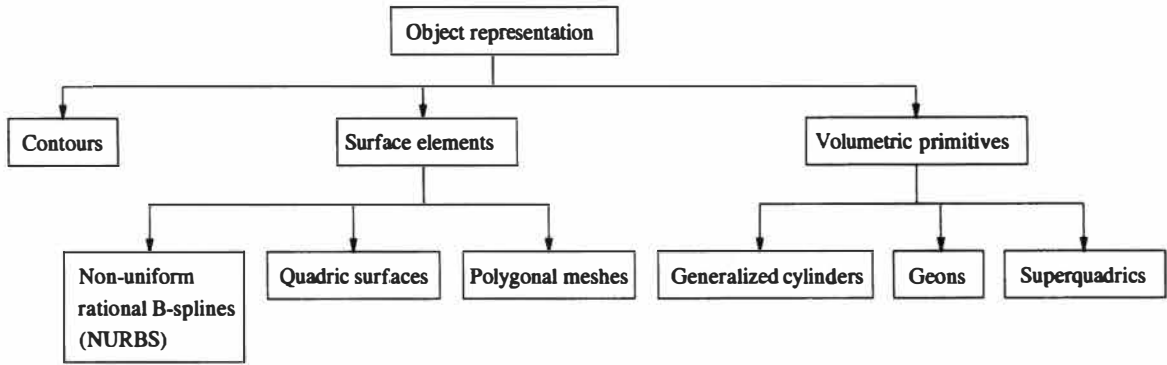 Object representation
Contours
Surface elements
Volumetric primitives
Non-uniform
rational B-splines
(NURBS)
Quadric surfaces
Polygonal meshes
Generalized cylinders
Geons
Superquadrics